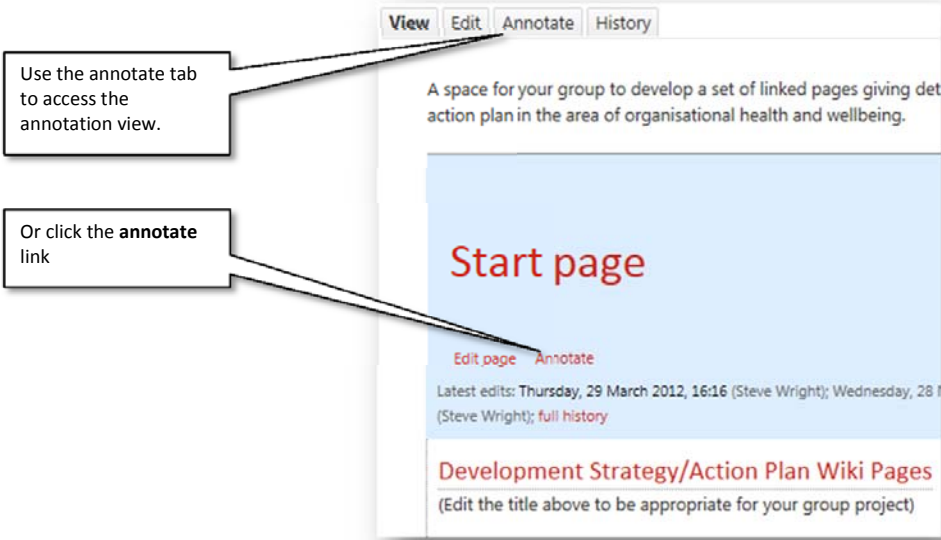 View Edit Annotate History
Use the annotate tab
to access the
annotation view.
A space for your group to develop a set of linked pages giving det
action plan in the area of organisational health and wellbeing.
Or click the annotate
link
Start page
Edit page Annotate
Latest edits: Thursday, 29 March 2012, 16:16 (Steve Wright); Wednesday, 28
(Steve Wright); full history
Development Strategy/Action Plan Wiki Pages
(Edit the title above to be appropriate for your group project)